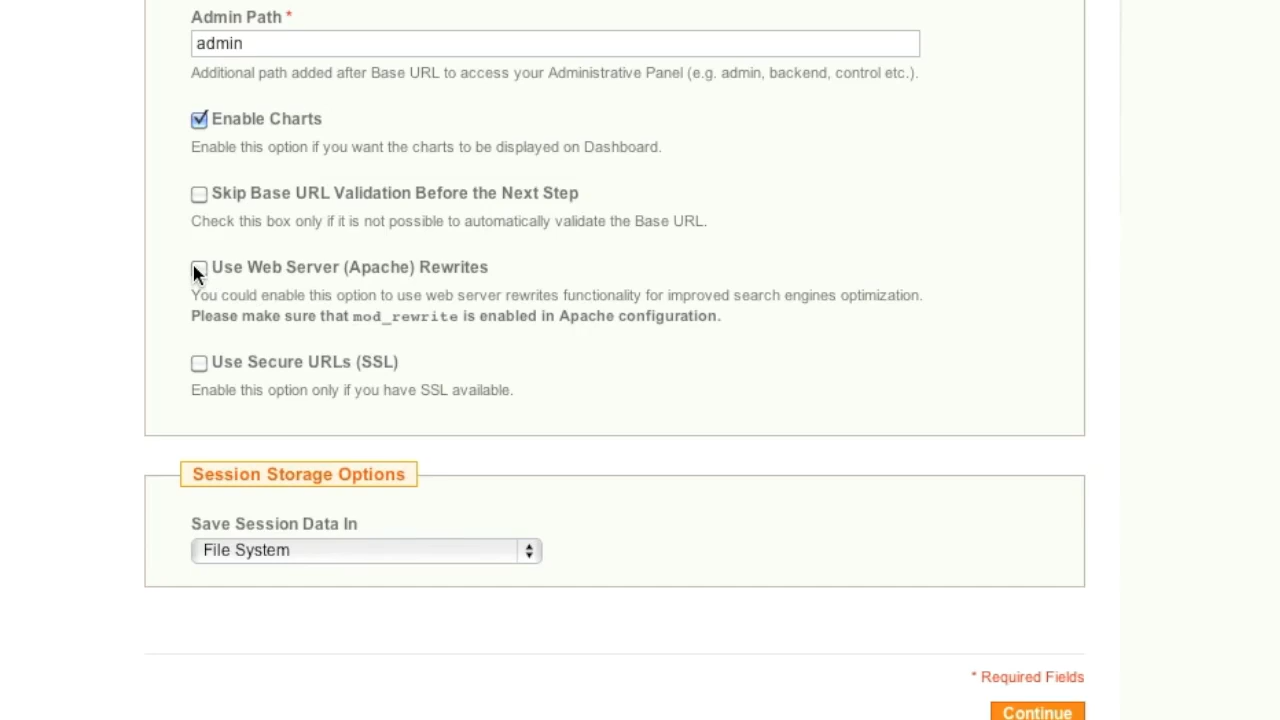 Admin Path *
admin
Additional path added after Base URL to access your Administrative Panel (e.g. admin, backend, control etc.).
Enable Charts
Enable this option if you want the charts to be displayed on Dashboard.
Skip Base URL Validation Before the Next Step
Check this box only if it is not possible to automatically validate the Base URL.
Use Web Server (Apache) Rewrites
You could enable this option to use web server rewrites functionality for improved search engines optimization.
Please make sure that mod_rewrite is enabled in Apache configuration.
Use Secure URLs (SSL)
Enable this option only if you have SSL available.
Session Storage Options
Save Session Data In
File System
* Required Fields
Continue